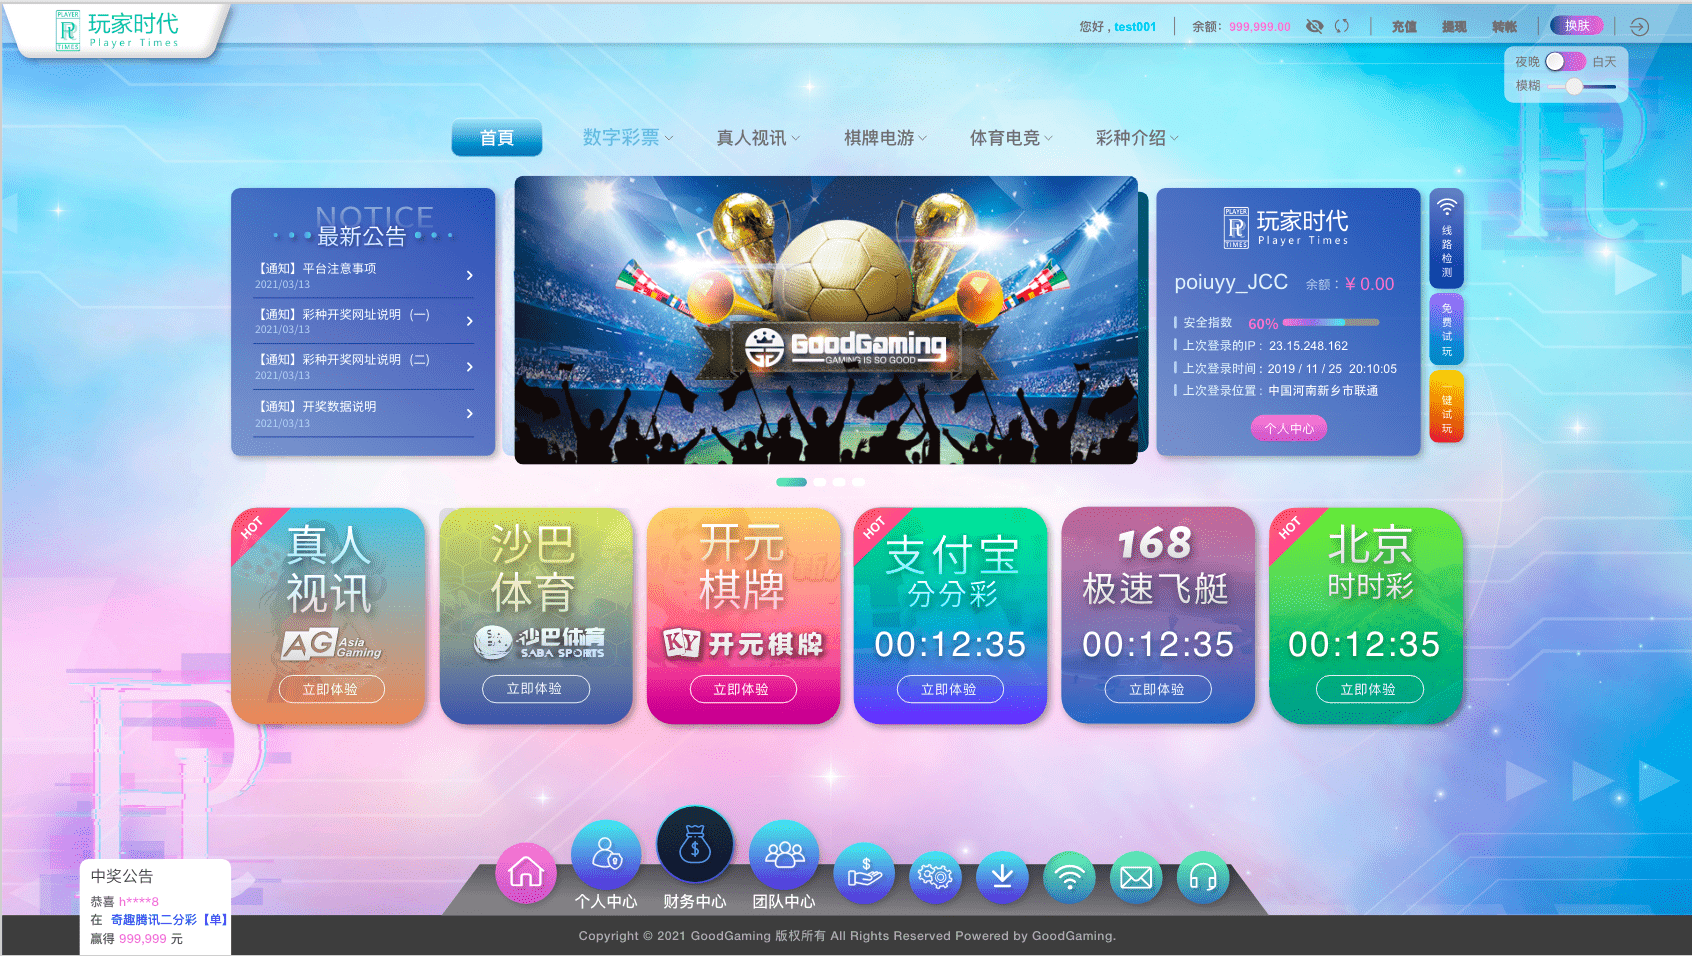 PLAYER
TIMES
玩家时代
Player Times
您好 , test001
余额: 999,999.00
充值
提现
转帐
换肤
夜晚
白天
模糊
首頁
数字彩票
真人视讯
棋牌电游
体育电竞
彩种介绍
NOTICE
最新公告
【通知】平台注意事项
2021/03/13
【通知】彩种开奖网址说明 (一)
2021/03/13
【通知】彩种开奖网址说明 (二)
2021/03/13
【通知】开奖数据说明
2021/03/13
GoodGaming
GAMING IS SO GOOD
PLAYER
TIMES
玩家时代
Player Times
poiuyy_JCC
余额 : ¥ 0.00
安全指数 60%
上次登录的IP : 23.15.248.162
上次登录时间 : 2019 / 11 / 25 20:10:05
上次登录位置 : 中国河南新乡市联通
个人中心
线路检测
免费试玩
一键试玩
HOT
真人
视讯
AG Asia Gaming
立即体验
沙巴
体育
沙巴体育
SABA SPORTS
立即体验
开元
棋牌
KY 开元棋牌
立即体验
HOT
支付宝
分分彩
00:12:35
立即体验
168
极速飞艇
00:12:35
立即体验
HOT
北京
时时彩
00:12:35
立即体验
个人中心
财务中心
团队中心
中奖公告
恭喜 h****8
在 奇趣腾讯二分彩【单】
赢得 999,999 元
Copyright © 2021 GoodGaming 版权所有 All Rights Reserved Powered by GoodGaming.